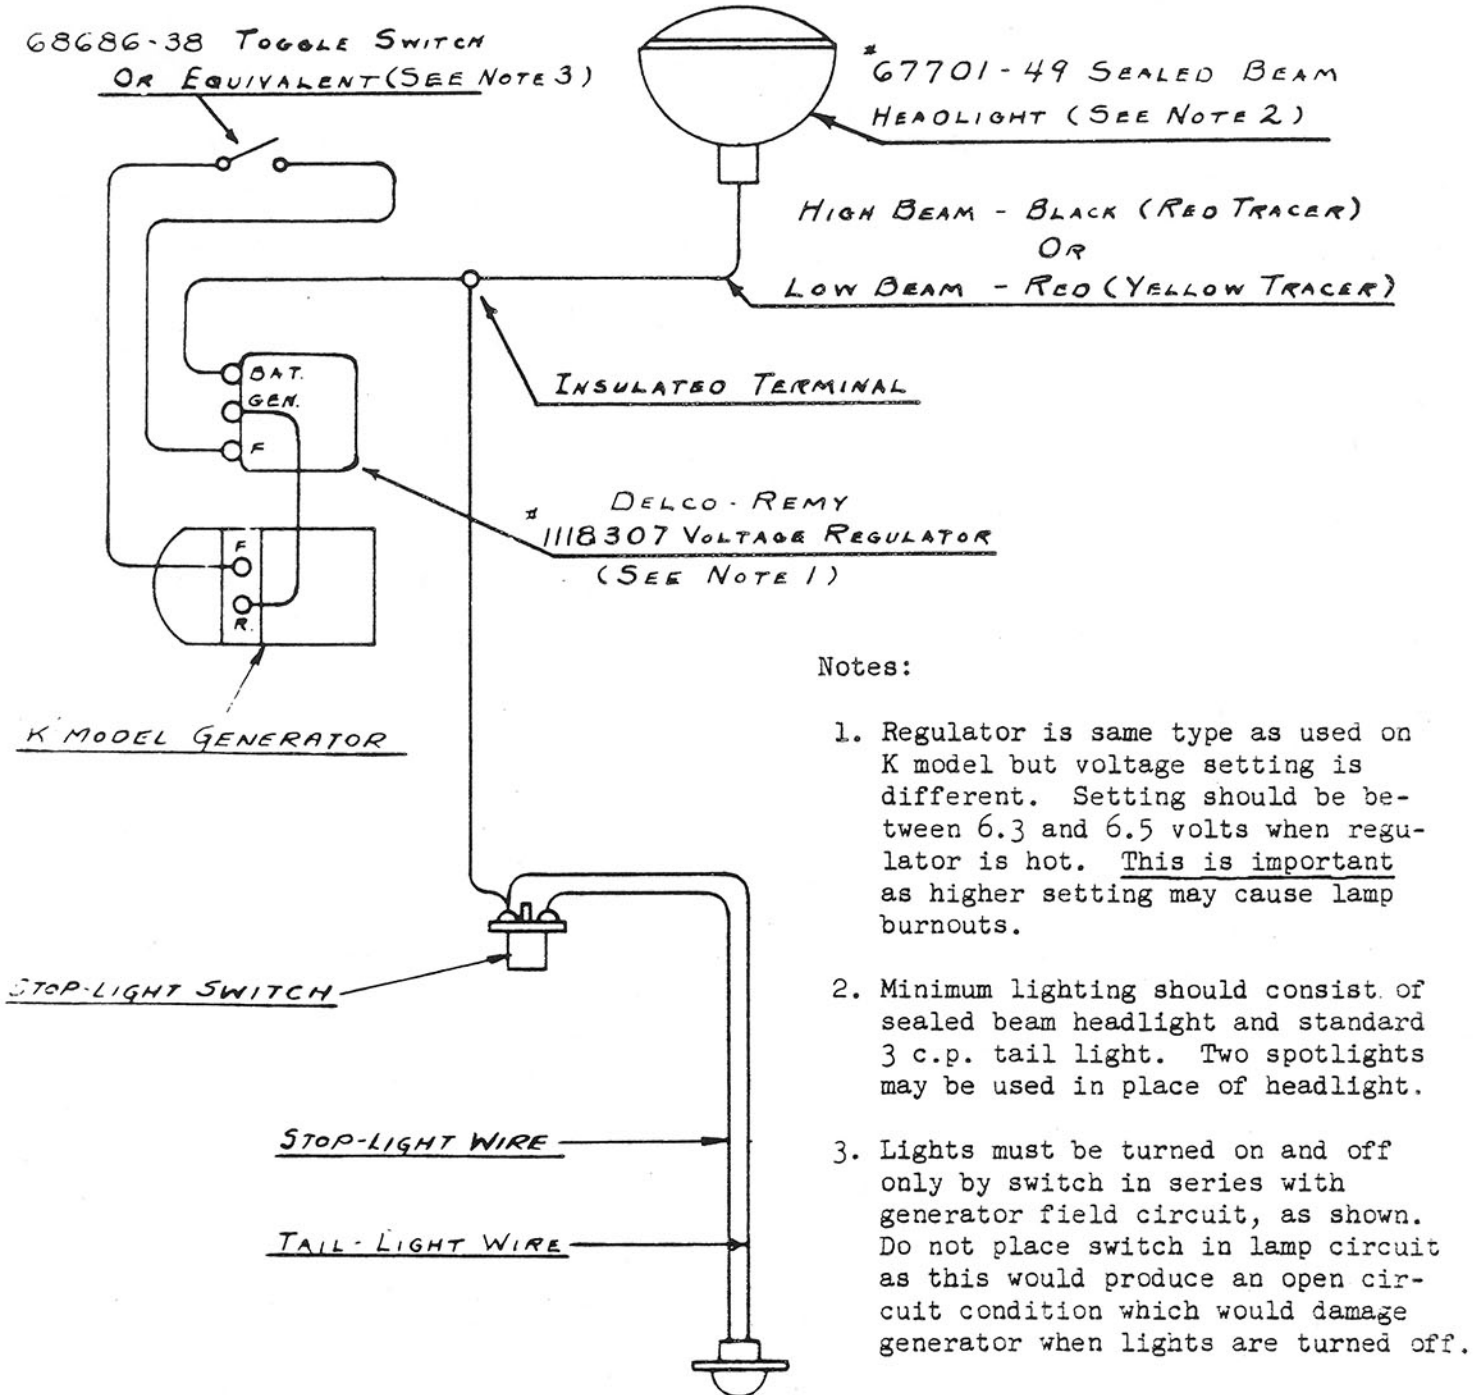 68686-38 TOGGLE SWITCH
OR EQUIVALENT (SEE NOTE 3)
# 67701-49 SEALED BEAM
HEADLIGHT (SEE NOTE 2)
HIGH BEAM - BLACK (RED TRACER)
OR
LOW BEAM - RED (YELLOW TRACER)
INSULATED TERMINAL
BAT.
GEN.
F
DELCO-REMY
# 1118307 VOLTAGE REGULATOR
(SEE NOTE 1)
F
R.
K MODEL GENERATOR
STOP-LIGHT SWITCH
STOP-LIGHT WIRE
TAIL-LIGHT WIRE
Notes:
1. Regulator is same type as used on
K model but voltage setting is
different. Setting should be be-
tween 6.3 and 6.5 volts when regu-
lator is hot. This is important
as higher setting may cause lamp
burnouts.
2. Minimum lighting should consist of
sealed beam headlight and standard
3 c.p. tail light. Two spotlights
may be used in place of headlight.
3. Lights must be turned on and off
only by switch in series with
generator field circuit, as shown.
Do not place switch in lamp circuit
as this would produce an open cir-
cuit condition which would damage
generator when lights are turned off.